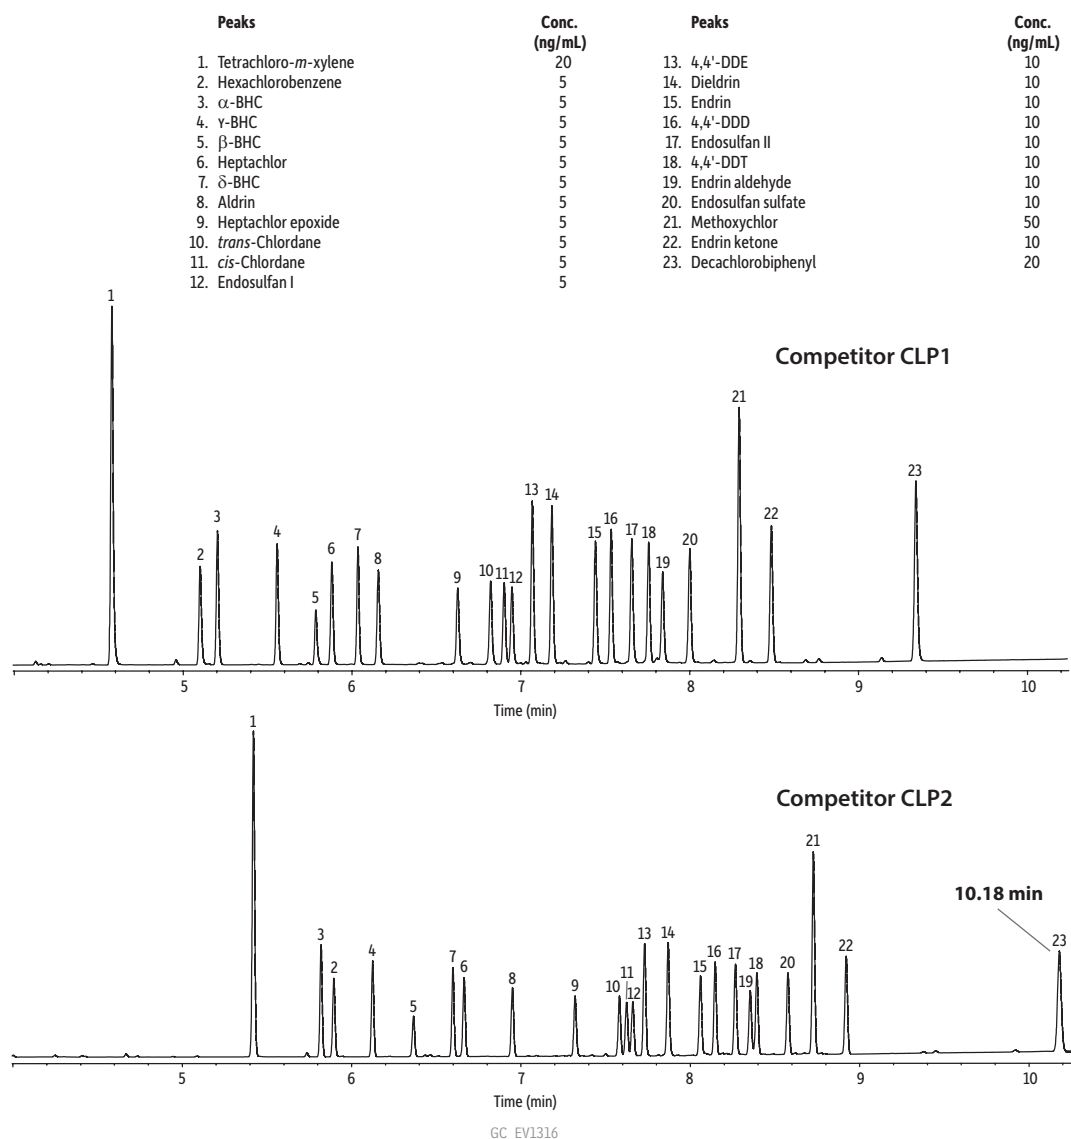 Peaks Conc. Peaks Conc.
(ng/mL) (ng/mL)
1. Tetrachloro-m-xylene 20 13. 4,4'-DDE 10
2. Hexachlorobenzene 5 14. Dieldrin 10
3. α-BHC 5 15. Endrin 10
4. γ-BHC 5 16. 4,4'-DDD 10
5. β-BHC 5 17. Endosulfan II 10
6. Heptachlor 5 18. 4,4'-DDT 10
7. δ-BHC 5 19. Endrin aldehyde 10
8. Aldrin 5 20. Endosulfan sulfate 10
9. Heptachlor epoxide 5 21. Methoxychlor 50
10. trans-Chlordane 5 22. Endrin ketone 10
11. cis-Chlordane 5 23. Decachlorobiphenyl 20
12. Endosulfan I 5
Competitor CLP1
1 2 3 4 5 6 7 8 9 10 11 12 13 14 15 16 17 18 19 20 21 22 23
5 6 7 8 9 10
Time (min)
Competitor CLP2
10.18 min
1 3 2 4 5 7 6 8 9 10 11 12 13 14 15 16 17 19 18 20 21 22 23
5 6 7 8 9 10
Time (min)
GC_EV1316